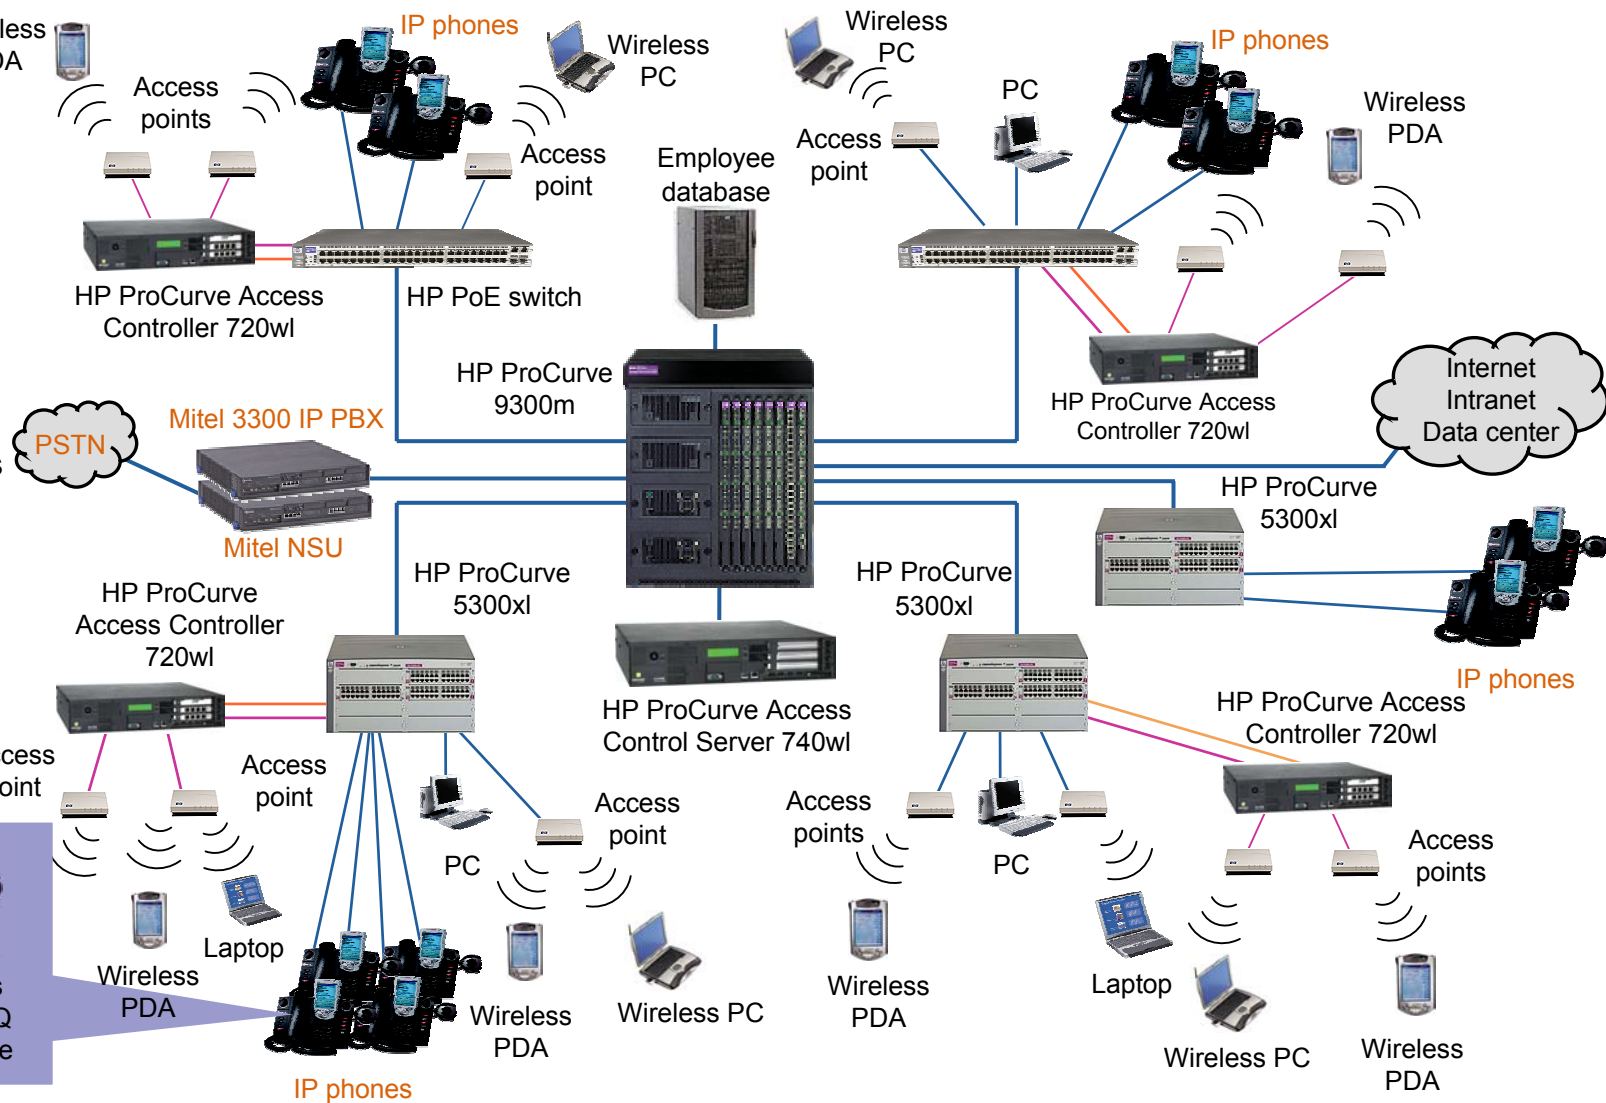 IP phones
Wireless
PC
Access
points
Access
point
Wireless
PC
PC
IP phones
Access
point
Wireless
PDA
Employee
database
HP ProCurve Access
Controller 720wl
HP PoE switch
HP ProCurve
9300m
HP ProCurve Access
Controller 720wl
Internet
Intranet
Data center
PSTN
Mitel 3300 IP PBX
Mitel NSU
HP ProCurve
5300xl
IP phones
HP ProCurve
Access Controller
720wl
HP ProCurve
5300xl
HP ProCurve
5300xl
HP ProCurve Access
Control Server 740wl
HP ProCurve Access
Controller 720wl
Access
point
PC
Access
point
Laptop
Wireless
PDA
IP phones
Wireless
PDA
Wireless PC
Access
points
PC
Wireless
PDA
Laptop
Access
points
Wireless PC
Wireless
PDA